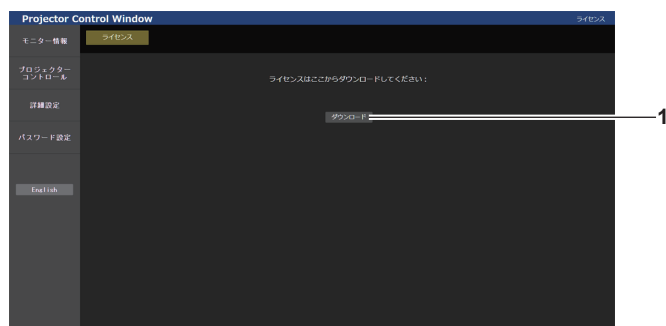 Projector Control Window
ライセンス
モニター情報
ライセンス
プロジェクター
コントロール
ライセンスはここからダウンロードしてください:
詳細設定
ダウンロード
1
パスワード設定
English